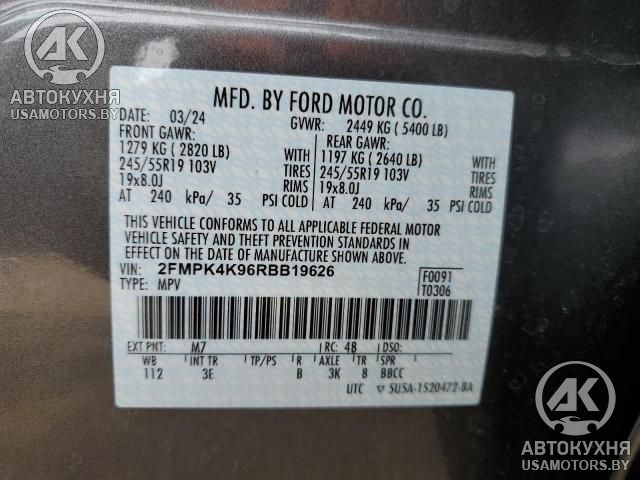 AK
АВТОКУХНЯ
USAMOTORS.BY
MFD. BY FORD MOTOR CO.
DATE: 03/24 GVWR: 2449 KG ( 5400 LB)
FRONT GAWR: REAR GAWR:
1279 KG ( 2820 LB) WITH 1197 KG ( 2640 LB) WITH
245/55R19 103V TIRES 245/55R19 103V TIRES
19x8.0J RIMS 19x8.0J RIMS
AT 240 kPa/ 35 PSI COLD AT 240 kPa/ 35 PSI COLD
THIS VEHICLE CONFORMS TO ALL APPLICABLE FEDERAL MOTOR
VEHICLE SAFETY AND THEFT PREVENTION STANDARDS IN
EFFECT ON THE DATE OF MANUFACTURE SHOWN ABOVE.
VIN: 2FMPK4K96RBB19626 F0091
TYPE: MPV T0306
EXT PNT: M7 RC: 48 DSO:
WB INT TR TP/PS R AXLE TR SPR
112 3E B 3K 8 BBCC
UTC ▽ 5U5A-1520472-BA
AK
АВТОКУХНЯ
USAMOTORS.BY